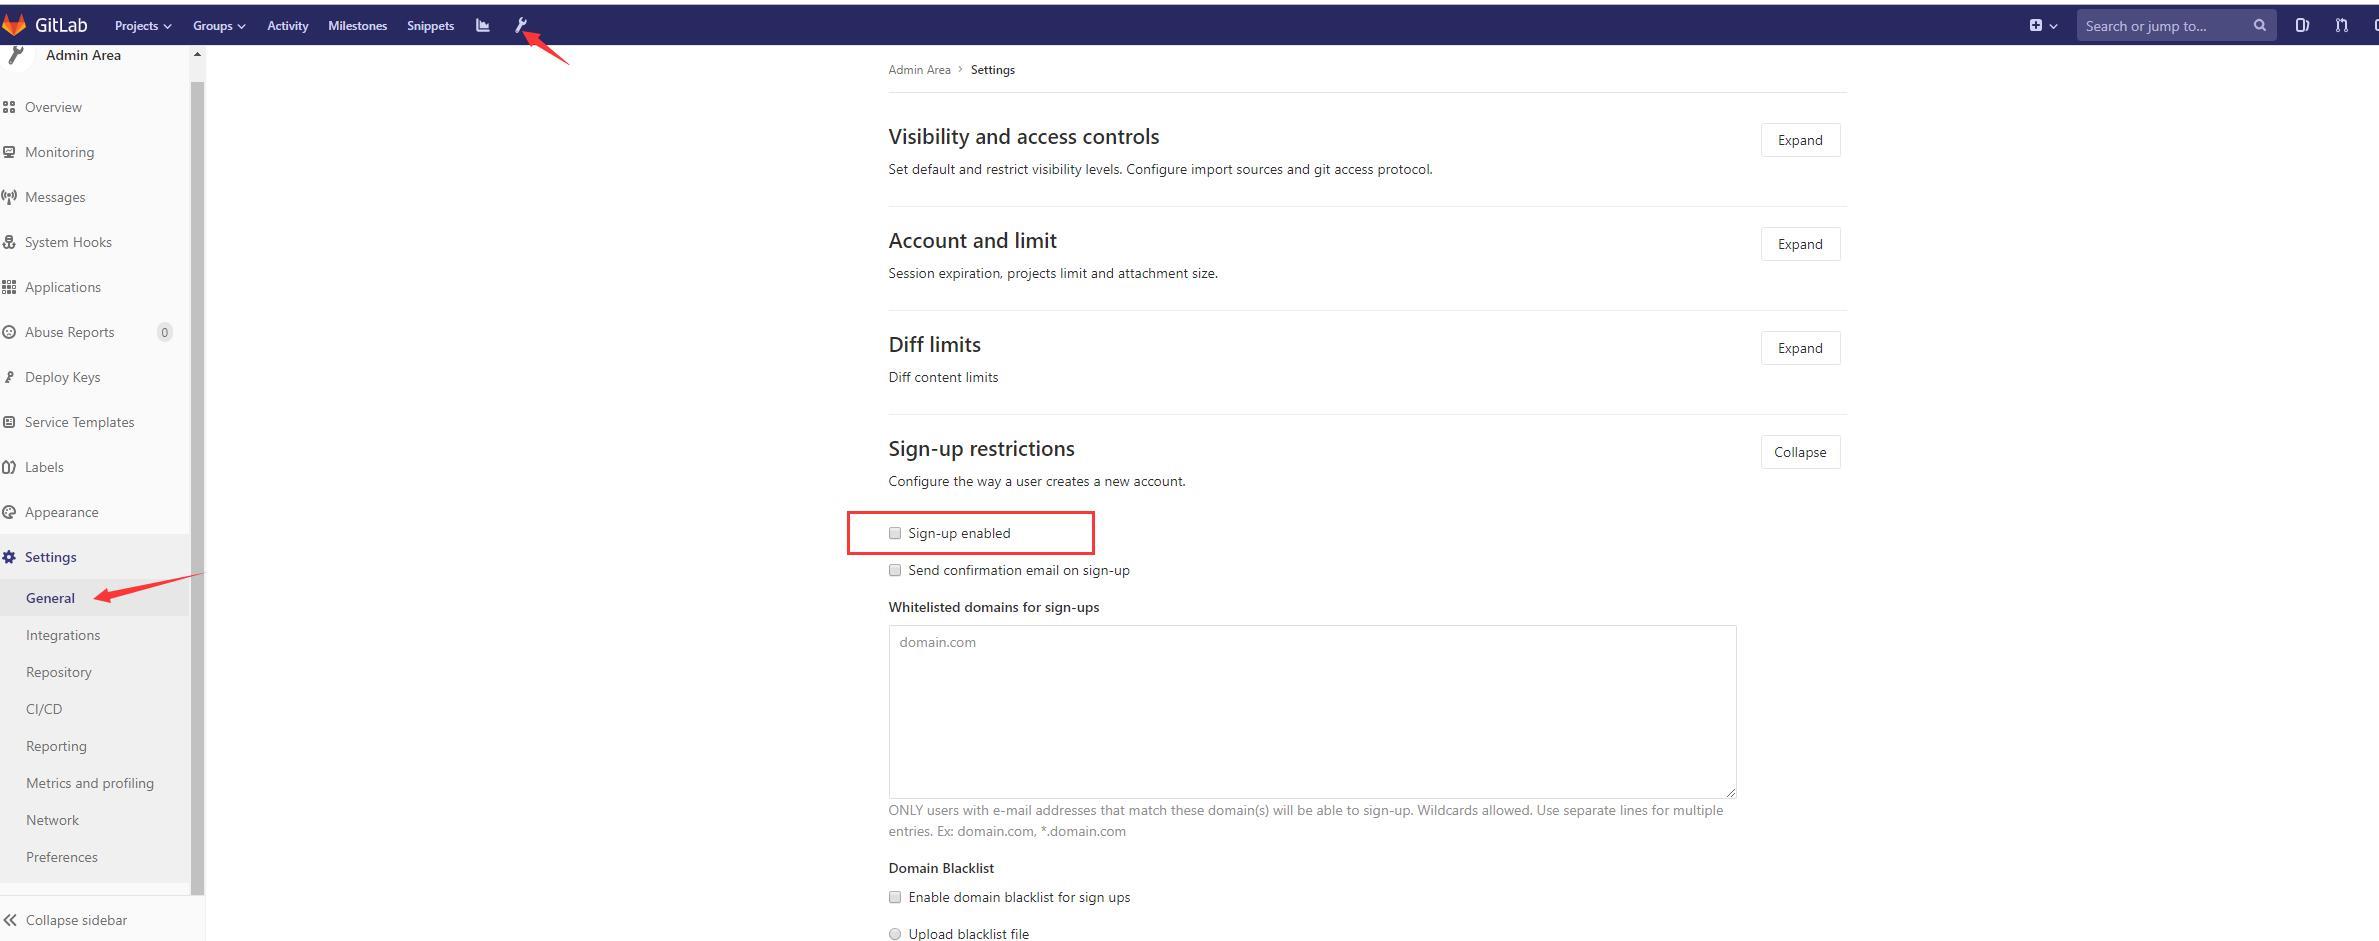 GitLab
Projects
Groups
Activity
Milestones
Snippets
Search or jump to...
Admin Area
Overview
Monitoring
Messages
System Hooks
Applications
Abuse Reports 0
Deploy Keys
Service Templates
Labels
Appearance
Settings
General
Integrations
Repository
CI/CD
Reporting
Metrics and profiling
Network
Preferences
Collapse sidebar
Admin Area > Settings
Visibility and access controls
Expand
Set default and restrict visibility levels. Configure import sources and git access protocol.
Account and limit
Expand
Session expiration, projects limit and attachment size.
Diff limits
Expand
Diff content limits
Sign-up restrictions
Collapse
Configure the way a user creates a new account.
Sign-up enabled
Send confirmation email on sign-up
Whitelisted domains for sign-ups
domain.com
ONLY users with e-mail addresses that match these domain(s) will be able to sign-up. Wildcards allowed. Use separate lines for multiple
entries. Ex: domain.com, *.domain.com
Domain Blacklist
Enable domain blacklist for sign ups
Upload blacklist file